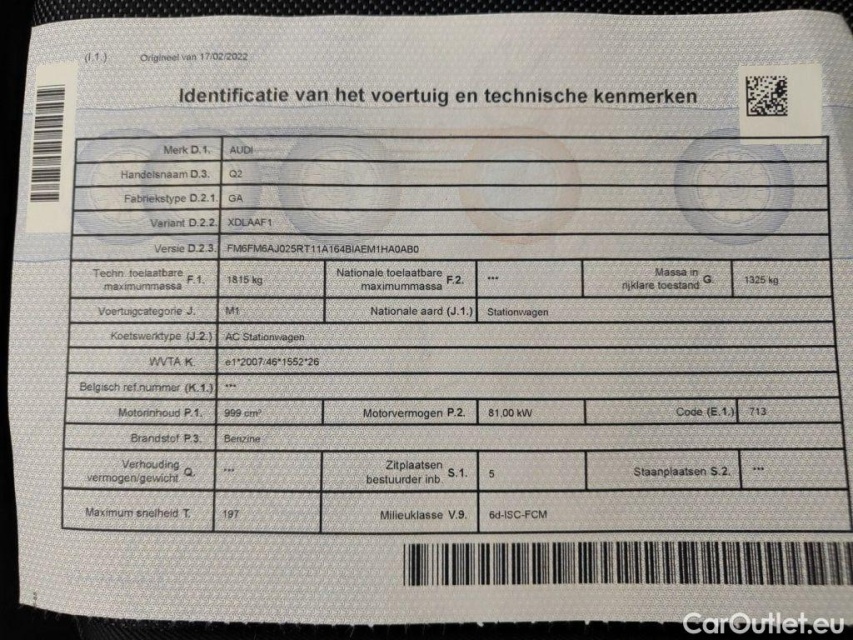 (I.1.) Origineel van 17/02/2022
Identificatie van het voertuig en technische kenmerken
Merk D.1. AUDI
Handelsnaam D.3. Q2
Fabriekstype D.2.1 GA
Variant D.2.2. XDLAAF1
Versie D.2.3. FM6FM6AJ025RT11A164BIAEM1HA0AB0
Techn. toelaatbare maximummassa F.1. 1815 kg Nationale toelaatbare maximummassa F.2. *** Massa in rijklare toestand G. 1325 kg
Voertuigcategorie J. M1 Nationale aard (J.1.) Stationwagen
Koetswerktype (J.2.) AC Stationwagen
WVTA K. e1*2007/46*1552*26
Belgisch ref.nummer (K.1.) ***
Motorinhoud P.1. 999 cm³ Motorvermogen P.2. 81,00 kW Code (E.1.) 713
Brandstof P.3. Benzine
Verhouding vermogen/gewicht Q. *** Zitplaatsen bestuurder inb. S.1. 5 Staanplaatsen S.2. ***
Maximum snelheid T. 197 Milieuklasse V.9. 6d-ISC-FCM
CarOutlet.eu